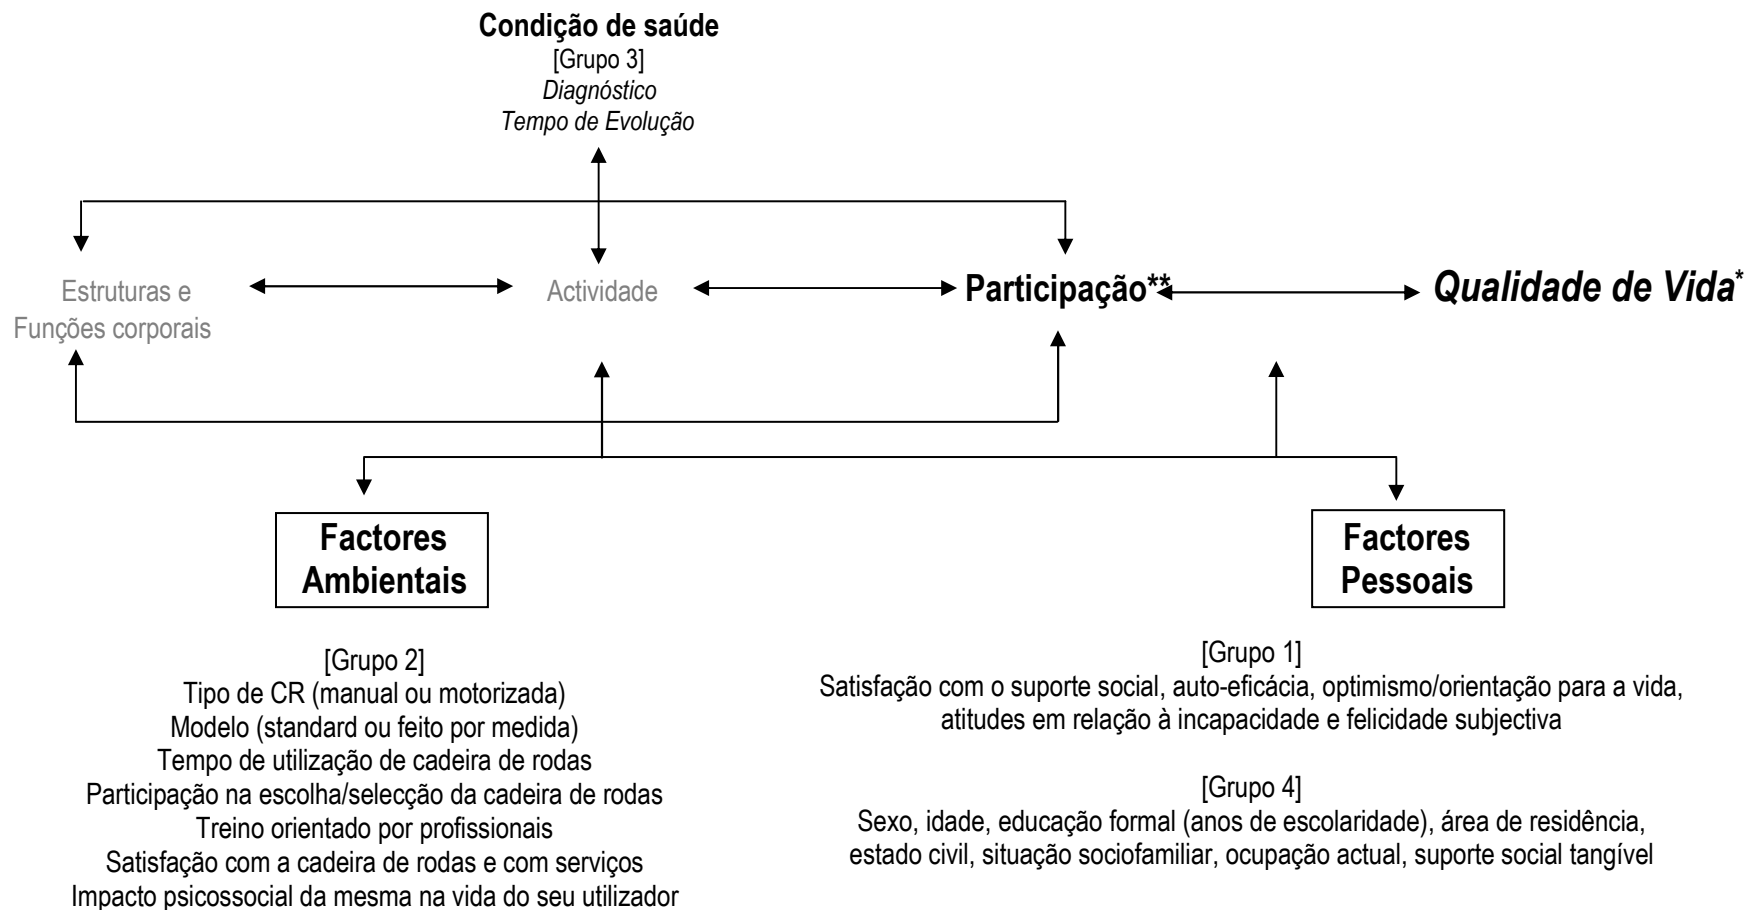 Condição de saúde
[Grupo 3]
Diagnóstico
Tempo de Evolução
Estruturas e
Funções corporais
Actividade
Participação**
Qualidade de Vida*
Factores
Ambientais
Factores
Pessoais
[Grupo 2]
Tipo de CR (manual ou motorizada)
Modelo (standard ou feito por medida)
Tempo de utilização de cadeira de rodas
Participação na escolha/selecção da cadeira de rodas
Treino orientado por profissionais
Satisfação com a cadeira de rodas e com serviços
Impacto psicossocial da mesma na vida do seu utilizador
[Grupo 1]
Satisfação com o suporte social, auto-eficácia, optimismo/orientação para a vida,
atitudes em relação à incapacidade e felicidade subjectiva
[Grupo 4]
Sexo, idade, educação formal (anos de escolaridade), área de residência,
estado civil, situação sociofamiliar, ocupação actual, suporte social tangível